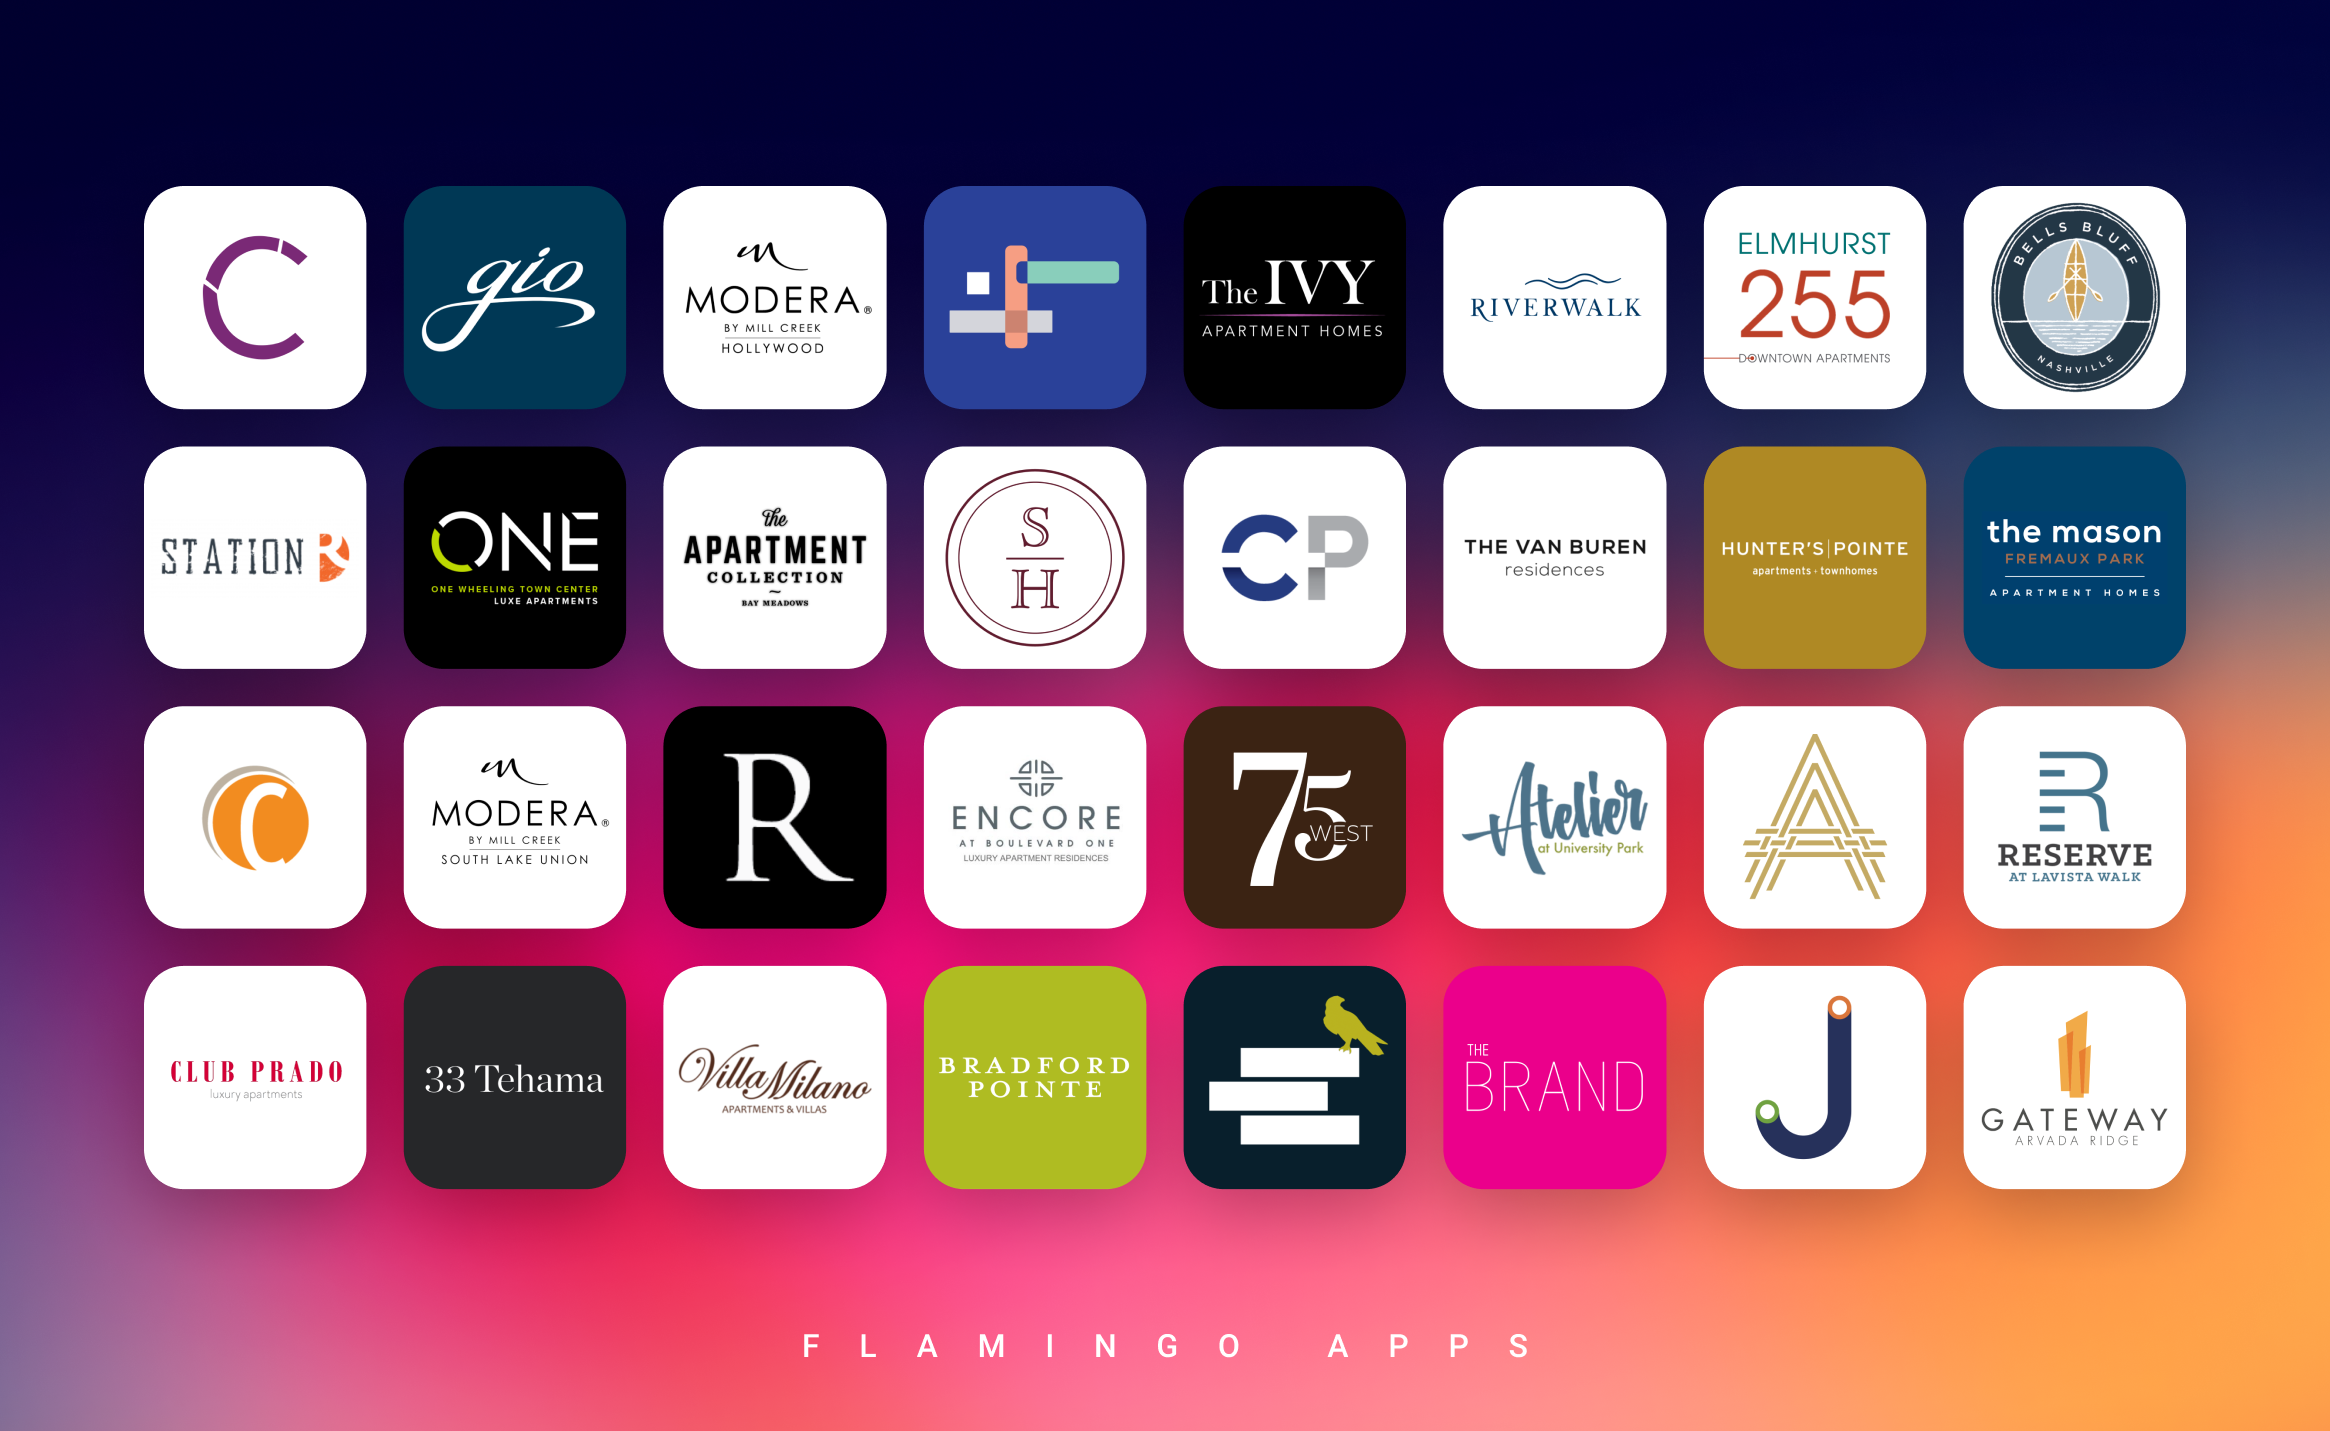 C
gio
m
MODERA®
BY MILL CREEK
HOLLYWOOD
The IVY
APARTMENT HOMES
RIVERWALK
ELMHURST
255
DOWNTOWN APARTMENTS
BELLS BLUFF
NASHVILLE
STATION R
ONE
ONE WHEELING TOWN CENTER
LUXE APARTMENTS
the
APARTMENT
COLLECTION
~
BAY MEADOWS
S
H
CP
THE VAN BUREN
residences
HUNTER'S|POINTE
apartments · townhomes
the mason
FREMAUX PARK
APARTMENT HOMES
C
m
MODERA®
BY MILL CREEK
SOUTH LAKE UNION
R
ENCORE
AT BOULEVARD ONE
LUXURY APARTMENT RESIDENCES
75
WEST
Atelier
at University Park
A
R
RESERVE
AT LAVISTA WALK
CLUB PRADO
luxury apartments
33 Tehama
Villa Milano
APARTMENTS & VILLAS
BRADFORD
POINTE
THE
BRAND
J
GATEWAY
ARVADA RIDGE
FLAMINGO APPS